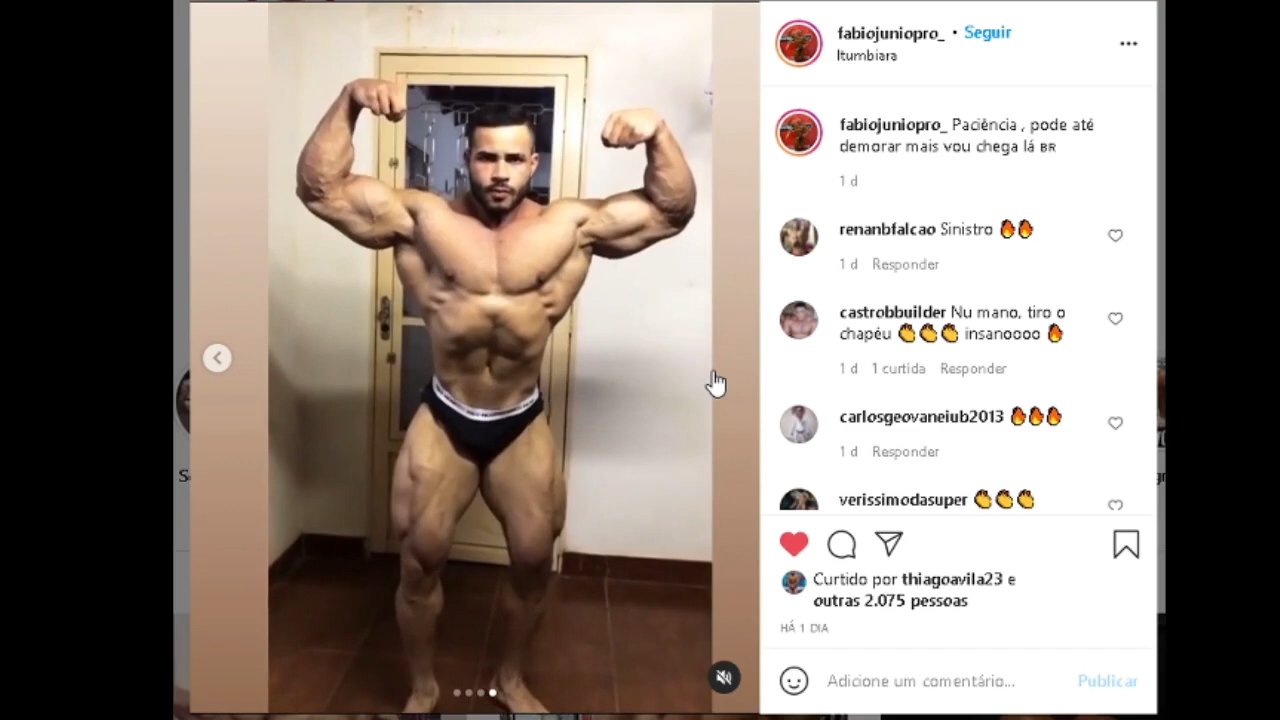 fabiojuniopro_ • Seguir
Itumbiara
fabiojuniopro_ Paciência , pode até
demorar mais vou chega lá BR
1 d
renanbfalcao Sinistro 🔥🔥
1 d Responder
castrobbuilder Nu mano, tiro o
chapéu 👏👏👏 insanoooo 🔥
1 d 1 curtida Responder
carlosgeovaneiub2013 🔥🔥🔥
1 d Responder
verissimodasuper 👏👏👏
Curtido por thiagoavila23 e
outras 2.075 pessoas
HÁ 1 DIA
Adicione um comentário... Publicar